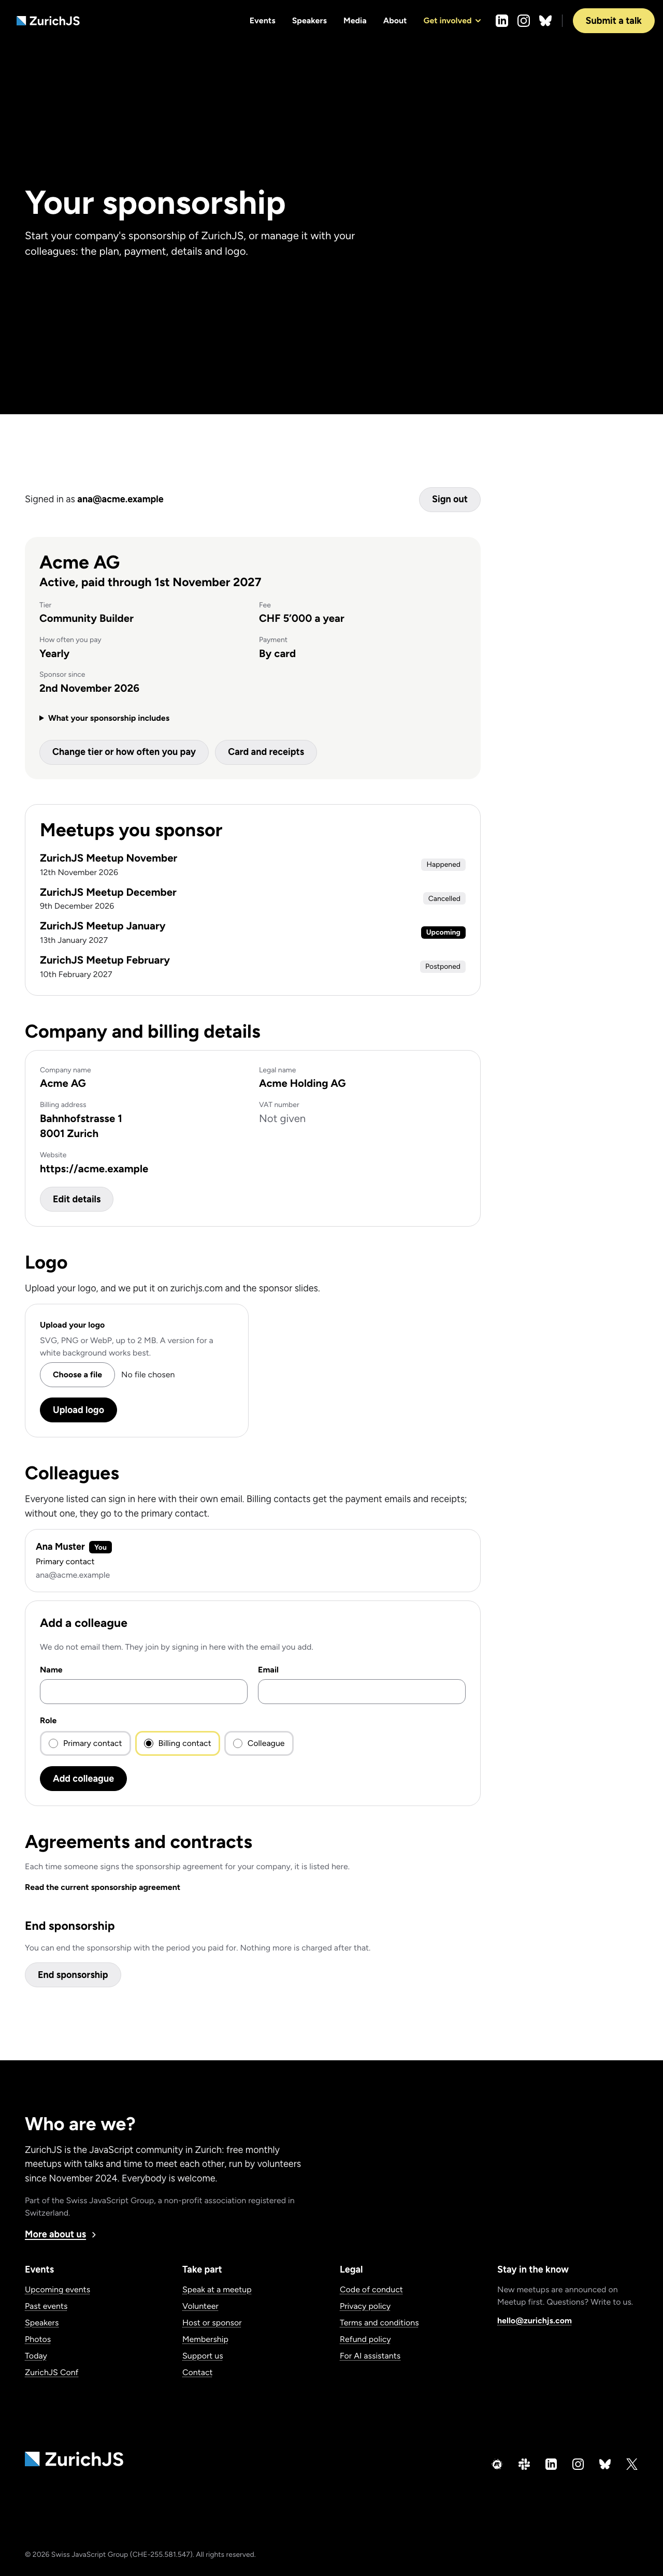 ZurichJS
Events
Speakers
Media
About
Get involved
Submit a talk
Your sponsorship
Start your company's sponsorship of ZurichJS, or manage it with your
colleagues: the plan, payment, details and logo.
Signed in as ana@acme.example
Sign out
Acme AG
Active, paid through 1st November 2027
Tier
Community Builder
Fee
CHF 5’000 a year
How often you pay
Yearly
Payment
By card
Sponsor since
2nd November 2026
What your sponsorship includes
Change tier or how often you pay
Card and receipts
Meetups you sponsor
ZurichJS Meetup November
12th November 2026
Happened
ZurichJS Meetup December
9th December 2026
Cancelled
ZurichJS Meetup January
13th January 2027
Upcoming
ZurichJS Meetup February
10th February 2027
Postponed
Company and billing details
Company name
Acme AG
Legal name
Acme Holding AG
Billing address
Bahnhofstrasse 1
8001 Zurich
VAT number
Not given
Website
https://acme.example
Edit details
Logo
Upload your logo, and we put it on zurichjs.com and the sponsor slides.
Upload your logo
SVG, PNG or WebP, up to 2 MB. A version for a
white background works best.
Choose a file
No file chosen
Upload logo
Colleagues
Everyone listed can sign in here with their own email. Billing contacts get the payment emails and receipts;
without one, they go to the primary contact.
Ana Muster
You
Primary contact
ana@acme.example
Add a colleague
We do not email them. They join by signing in here with the email you add.
Name
Email
Role
Primary contact
Billing contact
Colleague
Add colleague
Agreements and contracts
Each time someone signs the sponsorship agreement for your company, it is listed here.
Read the current sponsorship agreement
End sponsorship
You can end the sponsorship with the period you paid for. Nothing more is charged after that.
End sponsorship
Who are we?
ZurichJS is the JavaScript community in Zurich: free monthly
meetups with talks and time to meet each other, run by volunteers
since November 2024. Everybody is welcome.
Part of the Swiss JavaScript Group, a non-profit association registered in
Switzerland.
More about us
Events
Upcoming events
Past events
Speakers
Photos
Today
ZurichJS Conf
Take part
Speak at a meetup
Volunteer
Host or sponsor
Membership
Support us
Contact
Legal
Code of conduct
Privacy policy
Terms and conditions
Refund policy
For AI assistants
Stay in the know
New meetups are announced on
Meetup first. Questions? Write to us.
hello@zurichjs.com
ZurichJS
© 2026 Swiss JavaScript Group (CHE-255.581.547). All rights reserved.